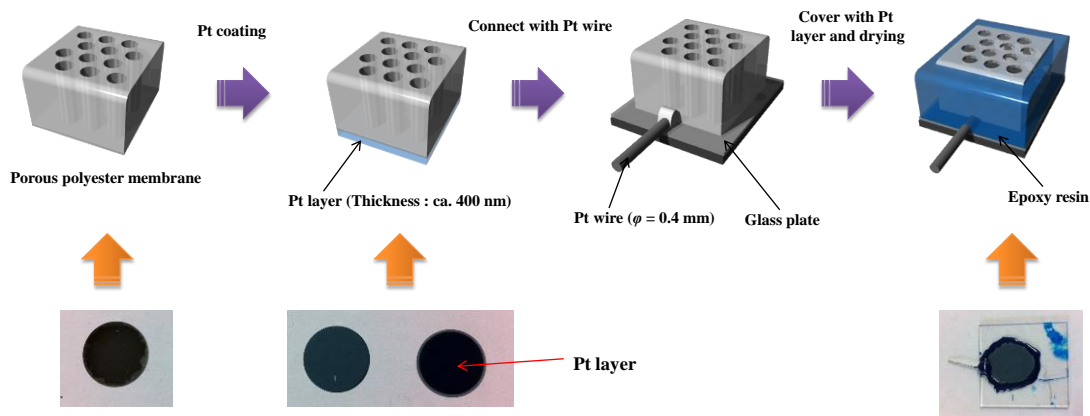 Pt coating
Connect with Pt wire
Cover with Pt
layer and drying
Porous polyester membrane
Pt layer (Thickness : ca. 400 nm)
Pt wire (φ = 0.4 mm)
Glass plate
Epoxy resin
Pt layer